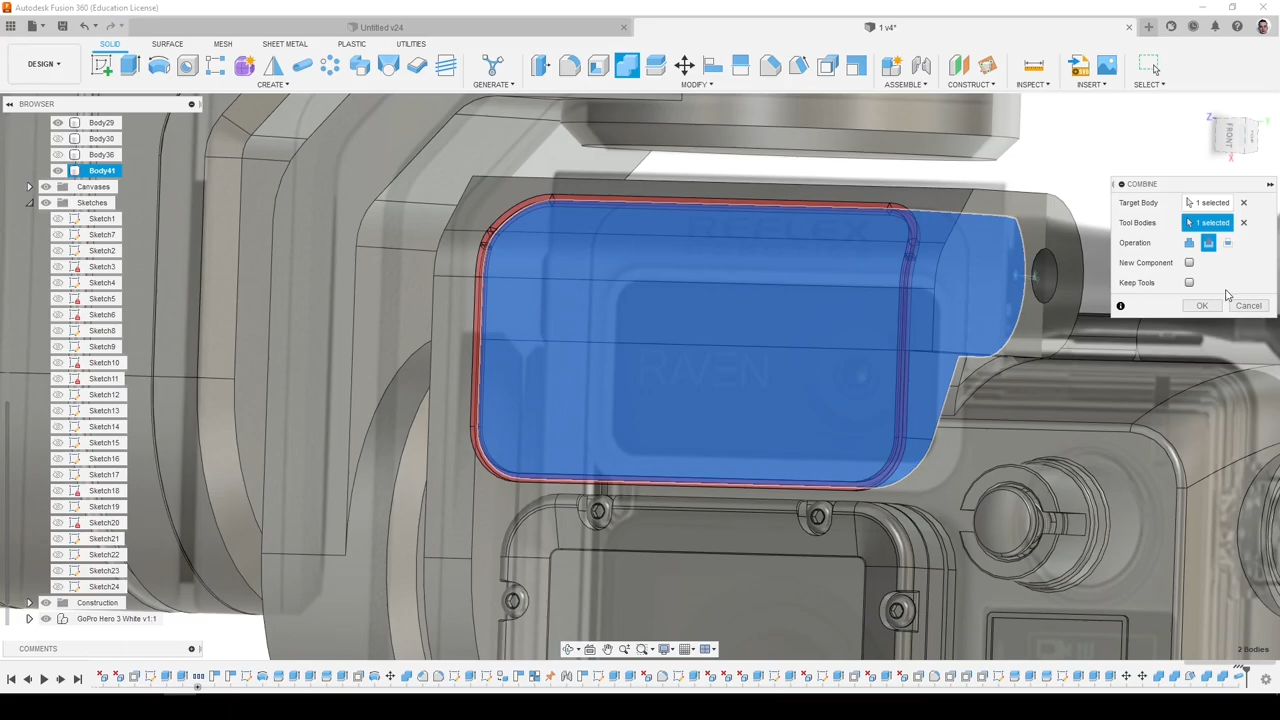 Autodesk Fusion 360 (Education License)
Untitled v24
1 v4*
DESIGN
SOLID
SURFACE
MESH
SHEET METAL
PLASTIC
UTILITIES
CREATE
GENERATE
MODIFY
ASSEMBLE
CONSTRUCT
INSPECT
INSERT
SELECT
BROWSER
Body29
Body30
Body36
Body41
Canvases
Sketches
Sketch1
Sketch7
Sketch2
Sketch3
Sketch4
Sketch5
Sketch6
Sketch8
Sketch9
Sketch10
Sketch11
Sketch12
Sketch13
Sketch14
Sketch15
Sketch16
Sketch17
Sketch18
Sketch19
Sketch20
Sketch21
Sketch22
Sketch23
Sketch24
Construction
GoPro Hero 3 White v1:1
COMMENTS
RAVEN
Z
Y
FRONT
X
COMBINE
Target Body
1 selected
Tool Bodies
1 selected
Operation
New Component
Keep Tools
OK
Cancel
2 Bodies